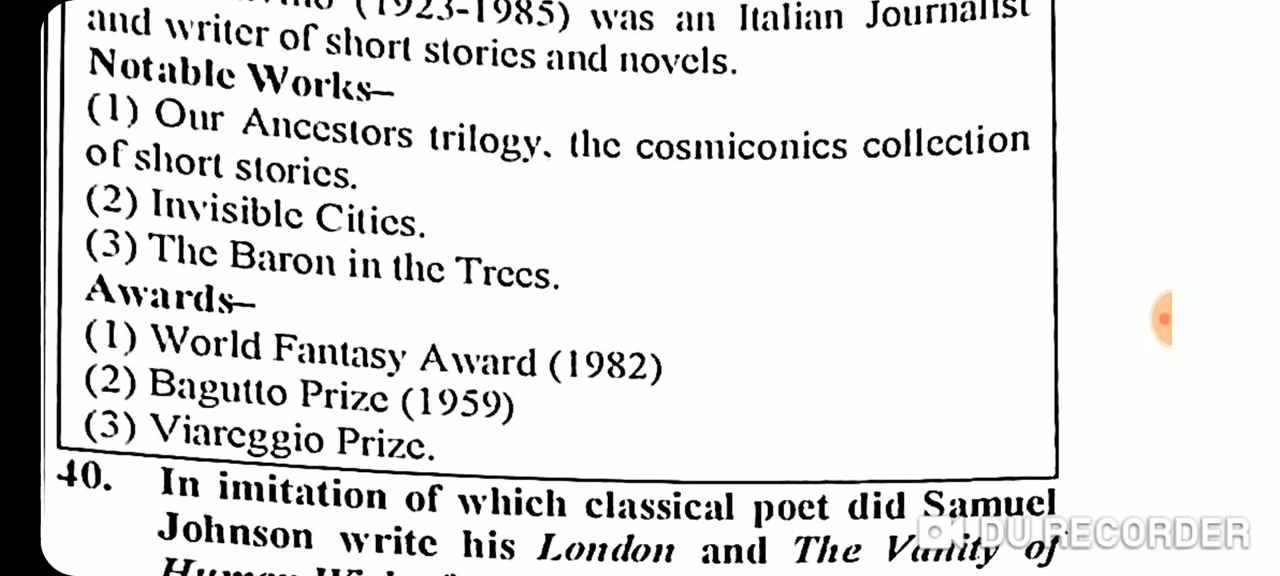 (1923-1985) was an Italian Journalist
and writer of short stories and novels.
Notable Works–
(1) Our Ancestors trilogy, the cosmiconics collection
of short stories.
(2) Invisible Cities.
(3) The Baron in the Trees.
Awards–
(1) World Fantasy Award (1982)
(2) Bagutto Prize (1959)
(3) Viareggio Prize.
40. In imitation of which classical poet did Samuel
Johnson write his London and The Vanity of
Human
DU RECORDER